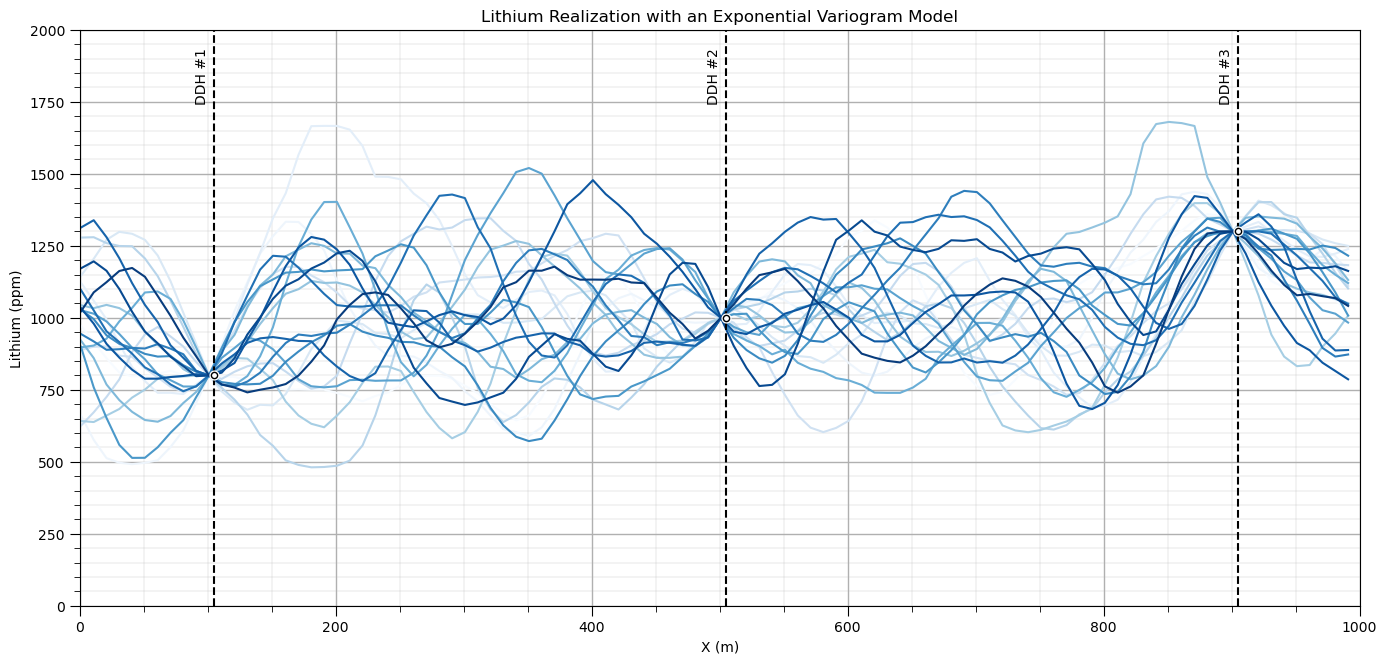 Lithium Realization with an Exponential Variogram Model
2000
1750
1500
1250
1000
750
500
250
0
Lithium (ppm)
DDH #1
DDH #2
DDH #3
0
200
400
600
800
1000
X (m)